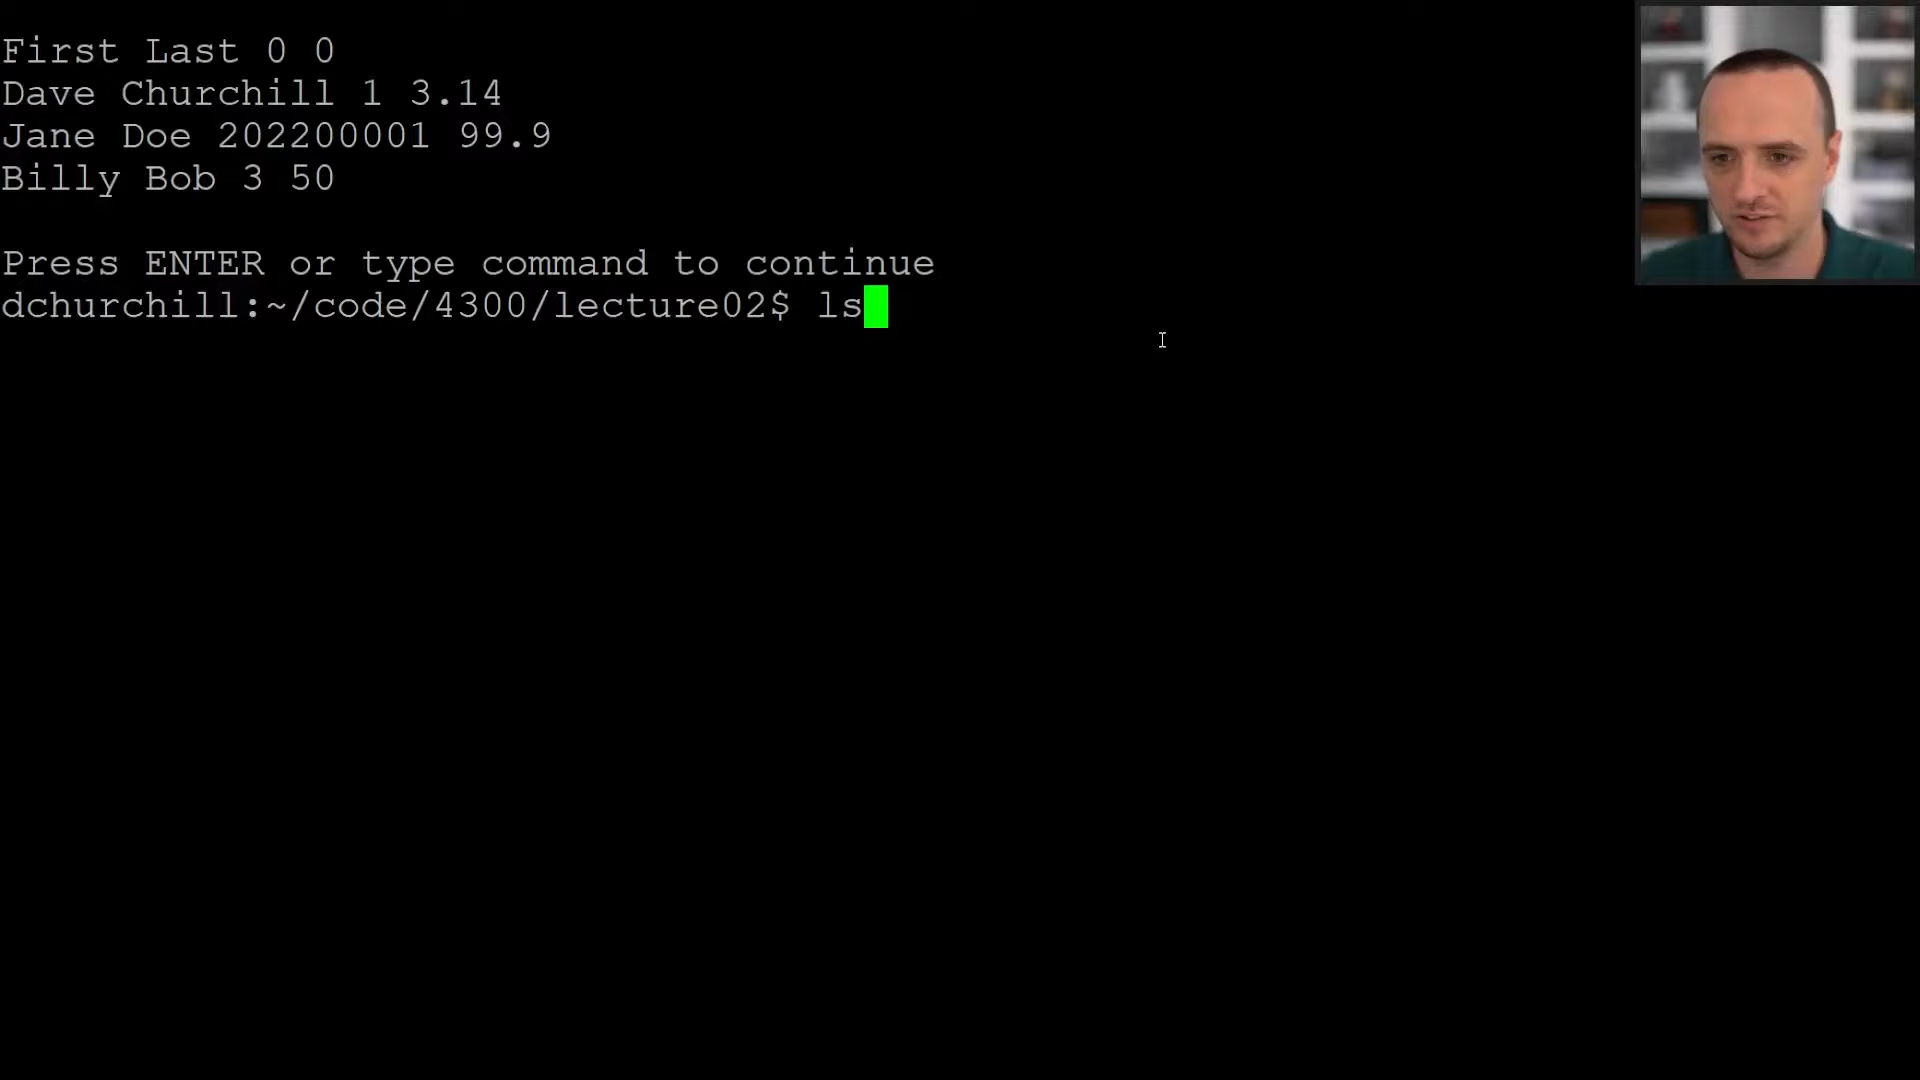 First Last 0 0
Dave Churchill 1 3.14
Jane Doe 202200001 99.9
Billy Bob 3 50
Press ENTER or type command to continue
dchurchill:~/code/4300/lecture02$ ls